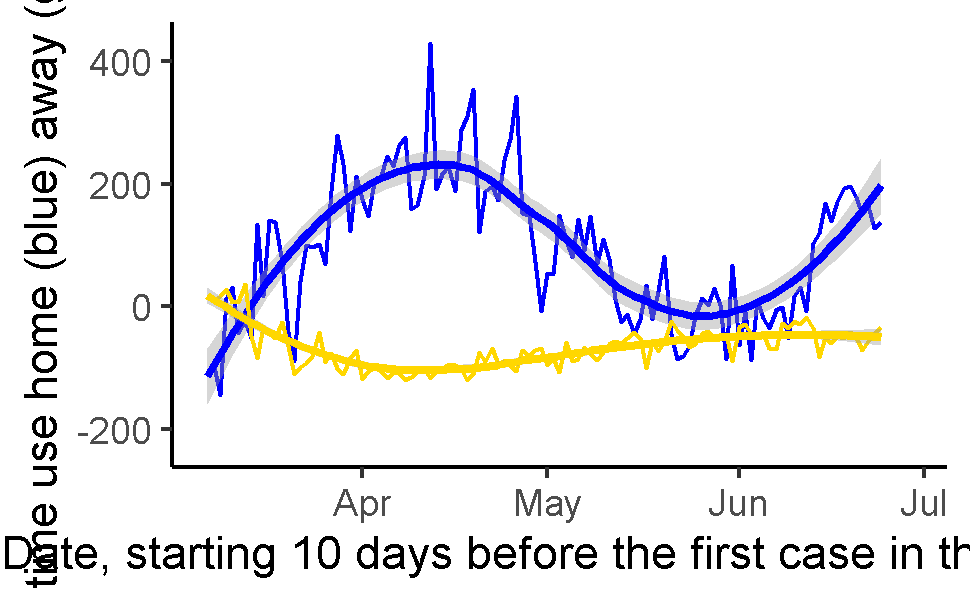 time use home (blue) away (
400
200
0
-200
Apr May Jun Jul
Date, starting 10 days before the first case in th